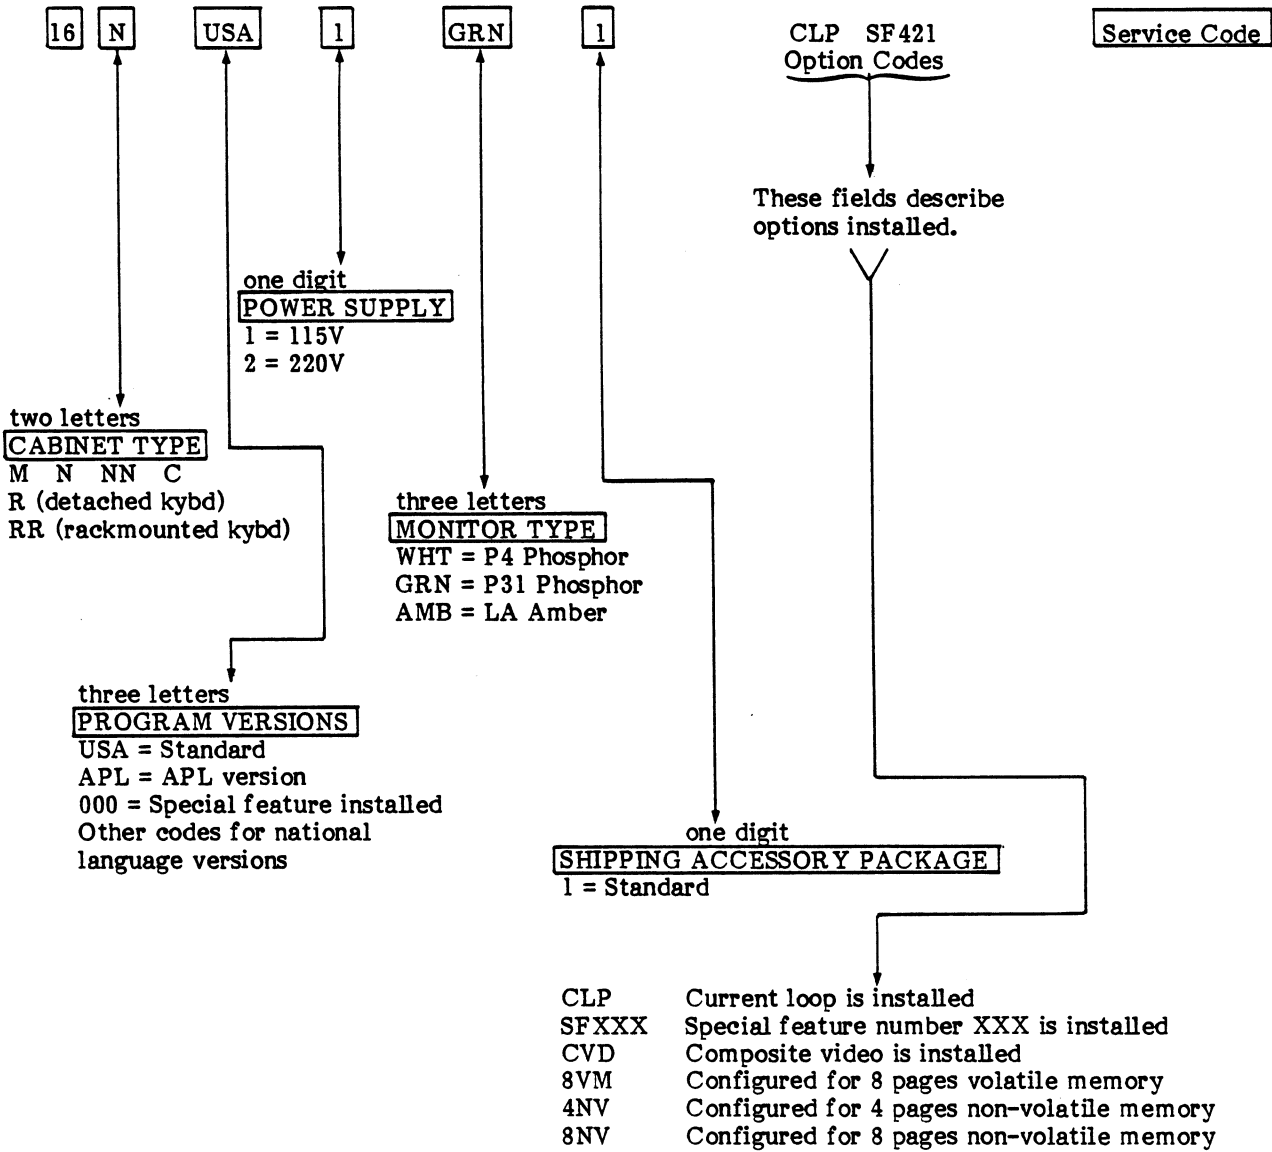 16 N USA 1 GRN 1 CLP SF421 Service Code
Option Codes
These fields describe
options installed.
one digit
POWER SUPPLY
1 = 115V
2 = 220V
two letters
CABINET TYPE
M N NN C
R (detached kybd)
RR (rackmounted kybd)
three letters
MONITOR TYPE
WHT = P4 Phosphor
GRN = P31 Phosphor
AMB = LA Amber
three letters
PROGRAM VERSIONS
USA = Standard
APL = APL version
000 = Special feature installed
Other codes for national
language versions
one digit
SHIPPING ACCESSORY PACKAGE
1 = Standard
CLP Current loop is installed
SFXXX Special feature number XXX is installed
CVD Composite video is installed
8VM Configured for 8 pages volatile memory
4NV Configured for 4 pages non-volatile memory
8NV Configured for 8 pages non-volatile memory